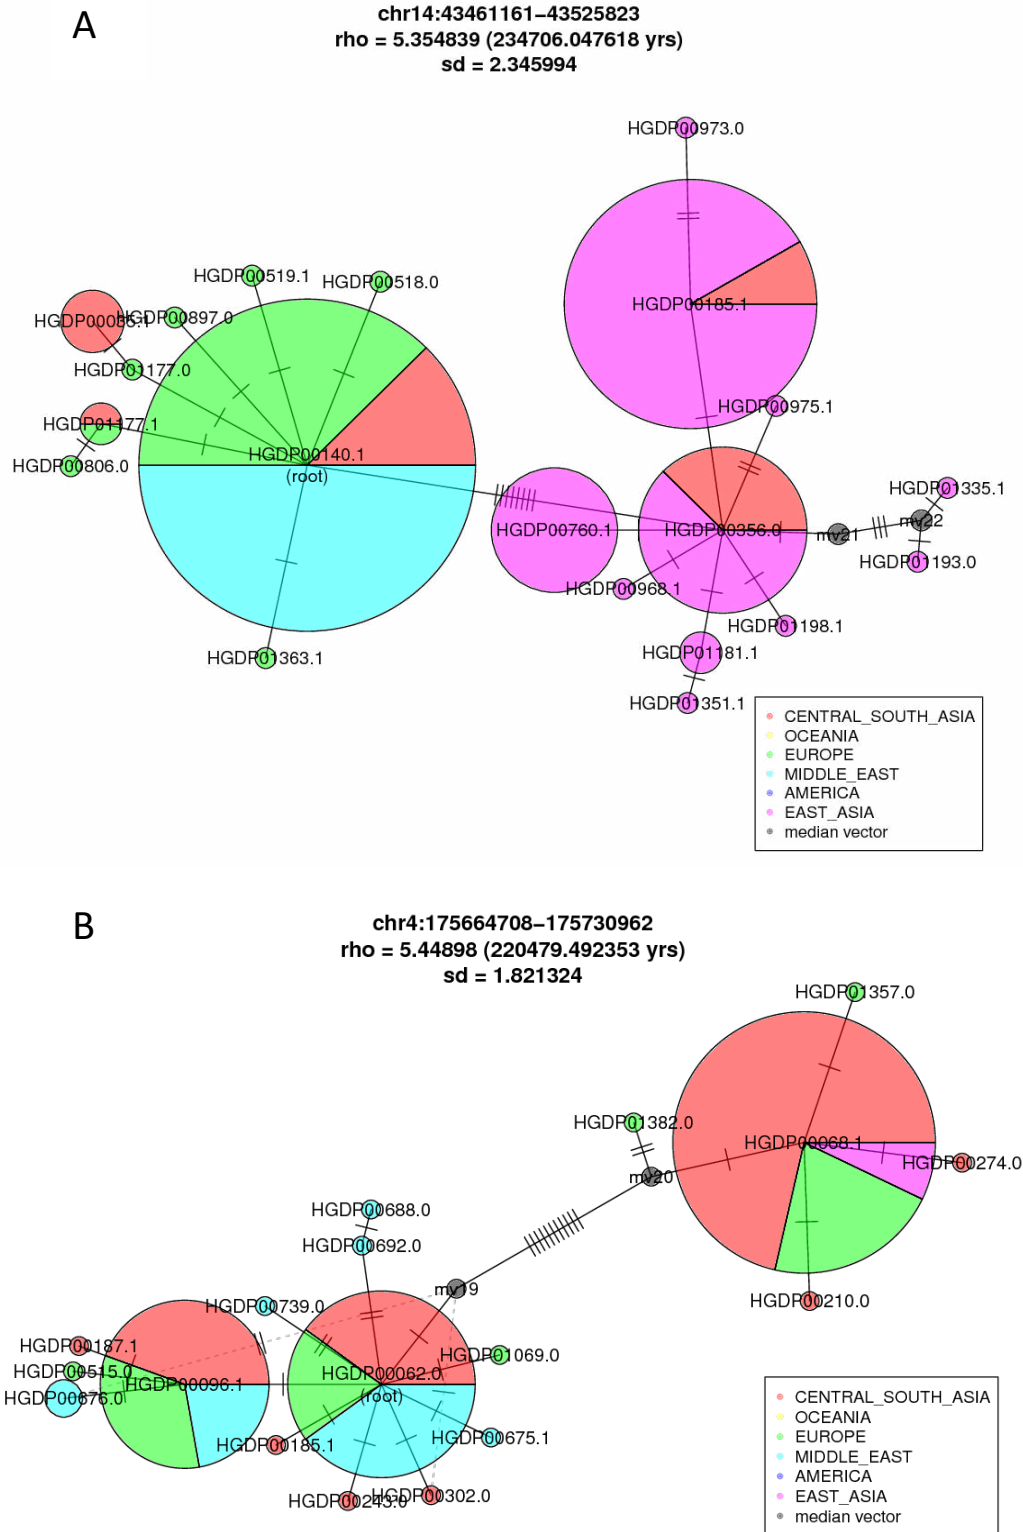 A
chr14:43461161−43525823
rho = 5.354839 (234706.047618 yrs)
sd = 2.345994
HGDP00973.0
HGDP00519.1
HGDP00518.0
HGDP00185.1
HGDP00897.0
HGDP01177.0
HGDP00975.1
HGDP01177.1
HGDP00140.1
(root)
HGDP00806.0
HGDP01335.1
mv22
HGDP00760.1
HGDP00356.0
mv21
HGDP01193.0
HGDP00968.1
HGDP01198.1
HGDP01363.1
HGDP01181.1
HGDP01351.1
CENTRAL_SOUTH_ASIA
OCEANIA
EUROPE
MIDDLE_EAST
AMERICA
EAST_ASIA
median vector
B
chr4:175664708−175730962
rho = 5.44898 (220479.492353 yrs)
sd = 1.821324
HGDP01357.0
HGDP01382.0
HGDP00068.1
HGDP00274.0
mv20
HGDP00688.0
HGDP00692.0
mv19
HGDP00739.0
HGDP00210.0
HGDP00187.1
HGDP01069.0
HGDP00515.0
HGDP00062.0
(root)
HGDP00096.1
HGDP00676.0
HGDP00185.1
HGDP00675.1
HGDP00243.0
HGDP00302.0
CENTRAL_SOUTH_ASIA
OCEANIA
EUROPE
MIDDLE_EAST
AMERICA
EAST_ASIA
median vector